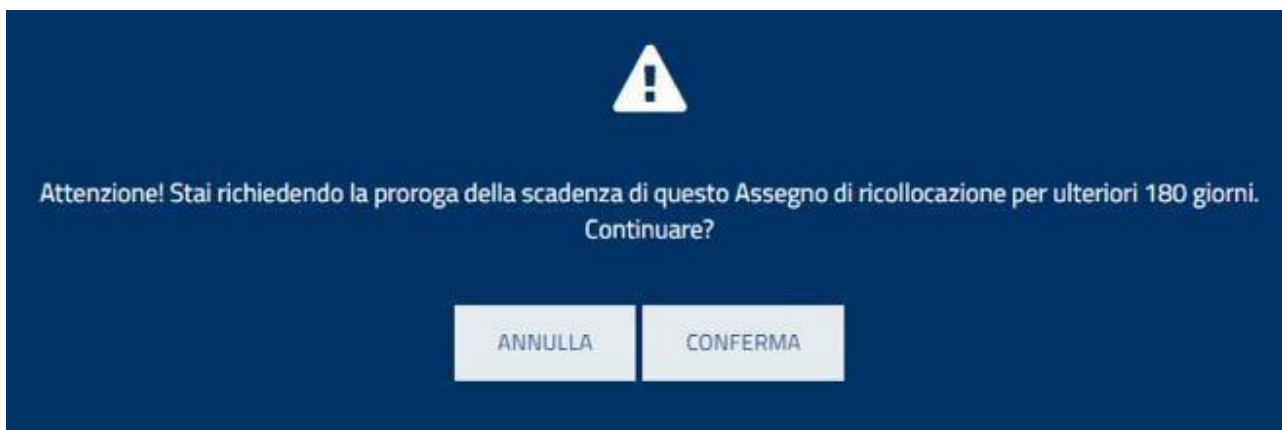 Attenzione! Stai richiedendo la proroga della scadenza di questo Assegno di ricollocazione per ulteriori 180 giorni.
Continuare?
ANNULLA CONFERMA